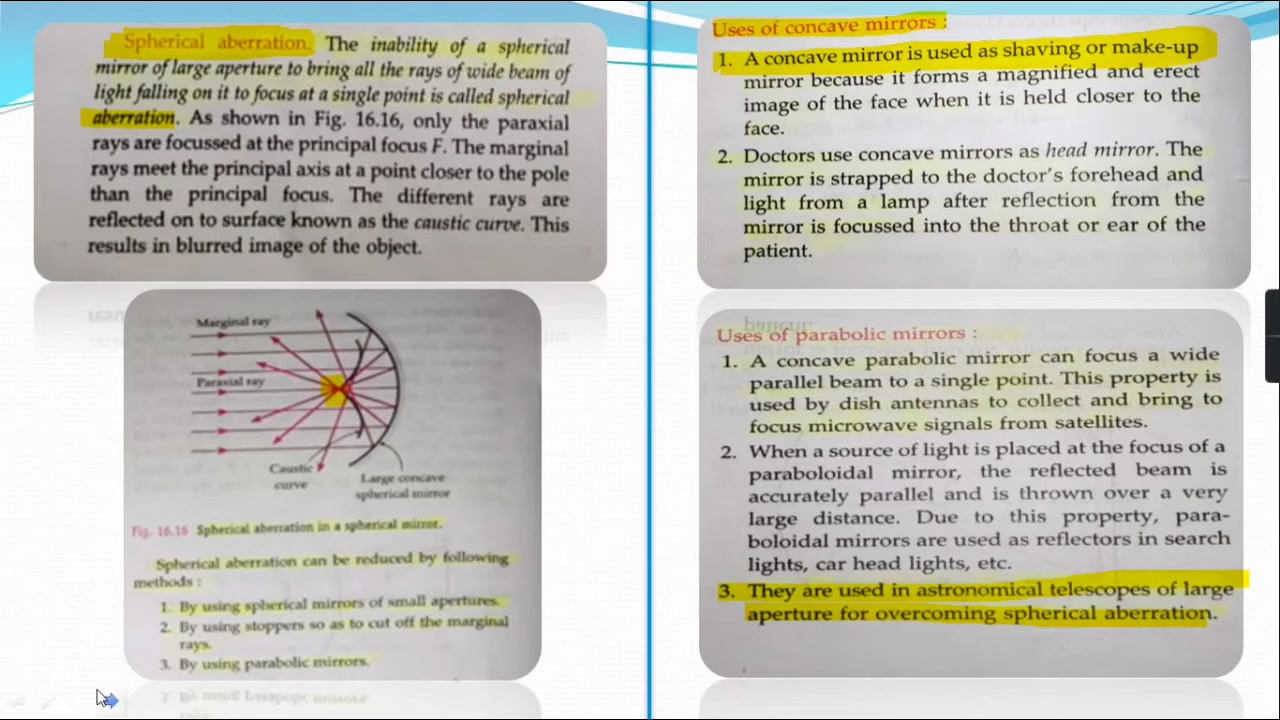 Spherical aberration. The inability of a spherical
mirror of large aperture to bring all the rays of wide beam of
light falling on it to focus at a single point is called spherical
aberration. As shown in Fig. 16.16, only the paraxial
rays are focussed at the principal focus F. The marginal
rays meet the principal axis at a point closer to the pole
than the principal focus. The different rays are
reflected on to surface known as the caustic curve. This
results in blurred image of the object.
Marginal ray
Paraxial ray
Caustic
curve
Large concave
spherical mirror
Fig. 16.16 Spherical aberration in a spherical mirror.
Spherical aberration can be reduced by following
methods :
1. By using spherical mirrors of small apertures.
2. By using stoppers so as to cut off the marginal
rays.
3. By using parabolic mirrors.
Uses of concave mirrors :
1. A concave mirror is used as shaving or make-up
mirror because it forms a magnified and erect
image of the face when it is held closer to the
face.
2. Doctors use concave mirrors as head mirror. The
mirror is strapped to the doctor's forehead and
light from a lamp after reflection from the
mirror is focussed into the throat or ear of the
patient.
Uses of parabolic mirrors :
1. A concave parabolic mirror can focus a wide
parallel beam to a single point. This property is
used by dish antennas to collect and bring to
focus microwave signals from satellites.
2. When a source of light is placed at the focus of a
paraboloidal mirror, the reflected beam is
accurately parallel and is thrown over a very
large distance. Due to this property, para-
boloidal mirrors are used as reflectors in search
lights, car head lights, etc.
3. They are used in astronomical telescopes of large
aperture for overcoming spherical aberration.